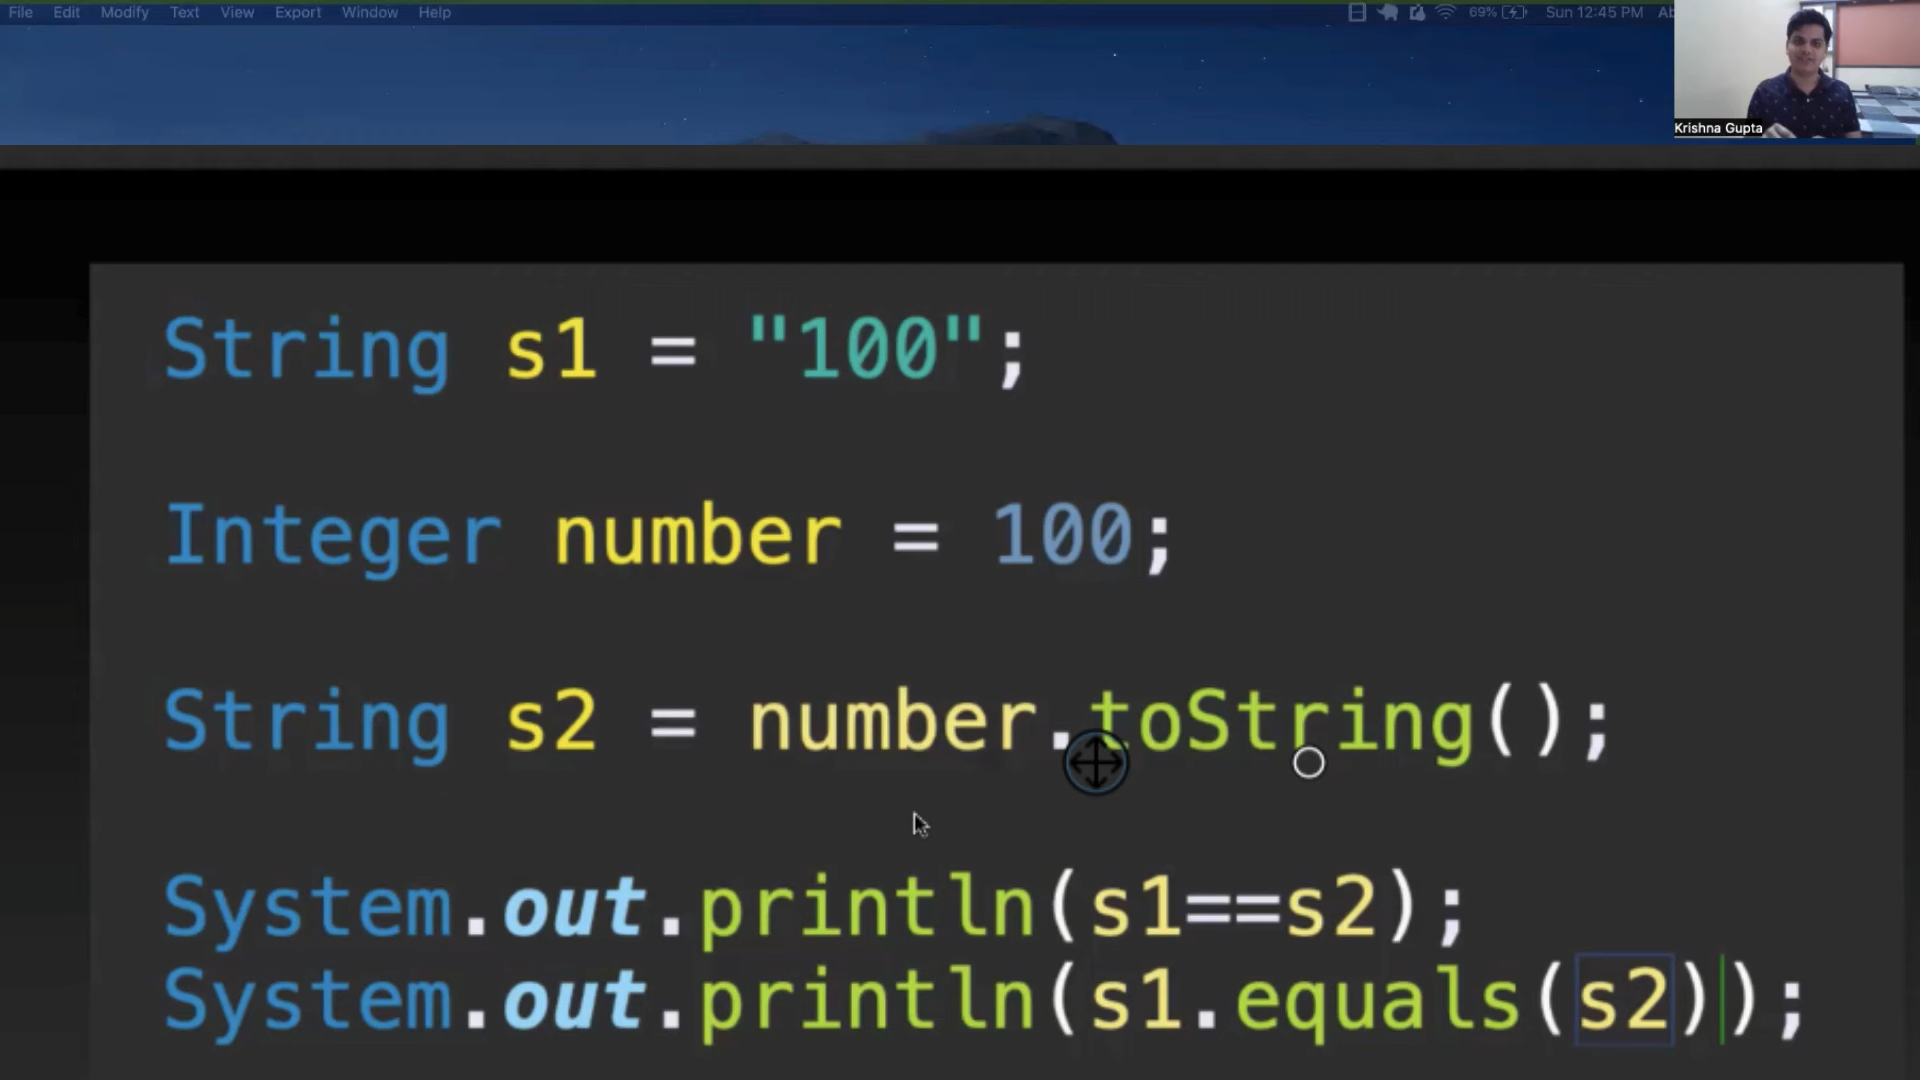 File Edit Modify Text View Export Window Help 69% Sun 12:45 PM
Krishna Gupta
String s1 = "100";
Integer number = 100;
String s2 = number.toString();
System.out.println(s1==s2);
System.out.println(s1.equals(s2));